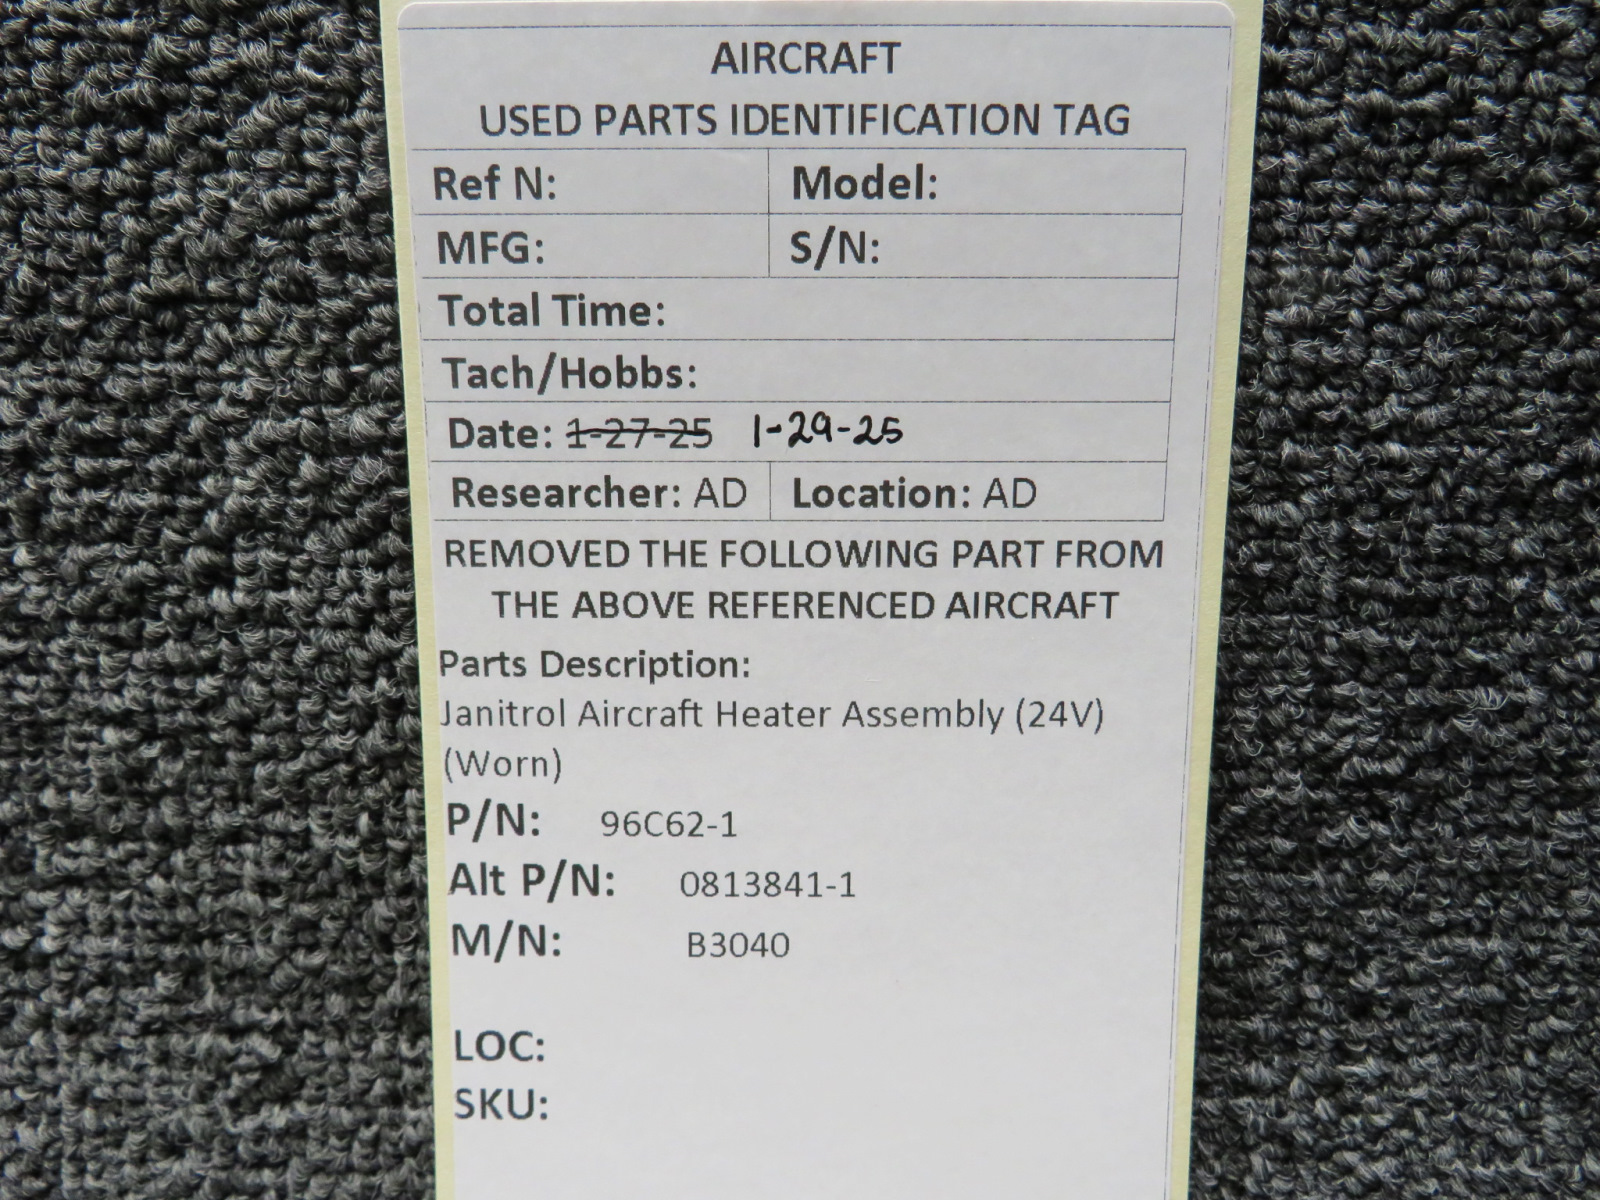 AIRCRAFT
USED PARTS IDENTIFICATION TAG
Ref N: Model:
MFG: S/N:
Total Time:
Tach/Hobbs:
Date: 1-27-25 1-29-25
Researcher: AD Location: AD
REMOVED THE FOLLOWING PART FROM
THE ABOVE REFERENCED AIRCRAFT
Parts Description:
Janitrol Aircraft Heater Assembly (24V)
(Worn)
P/N: 96C62-1
Alt P/N: 0813841-1
M/N: B3040
LOC:
SKU: